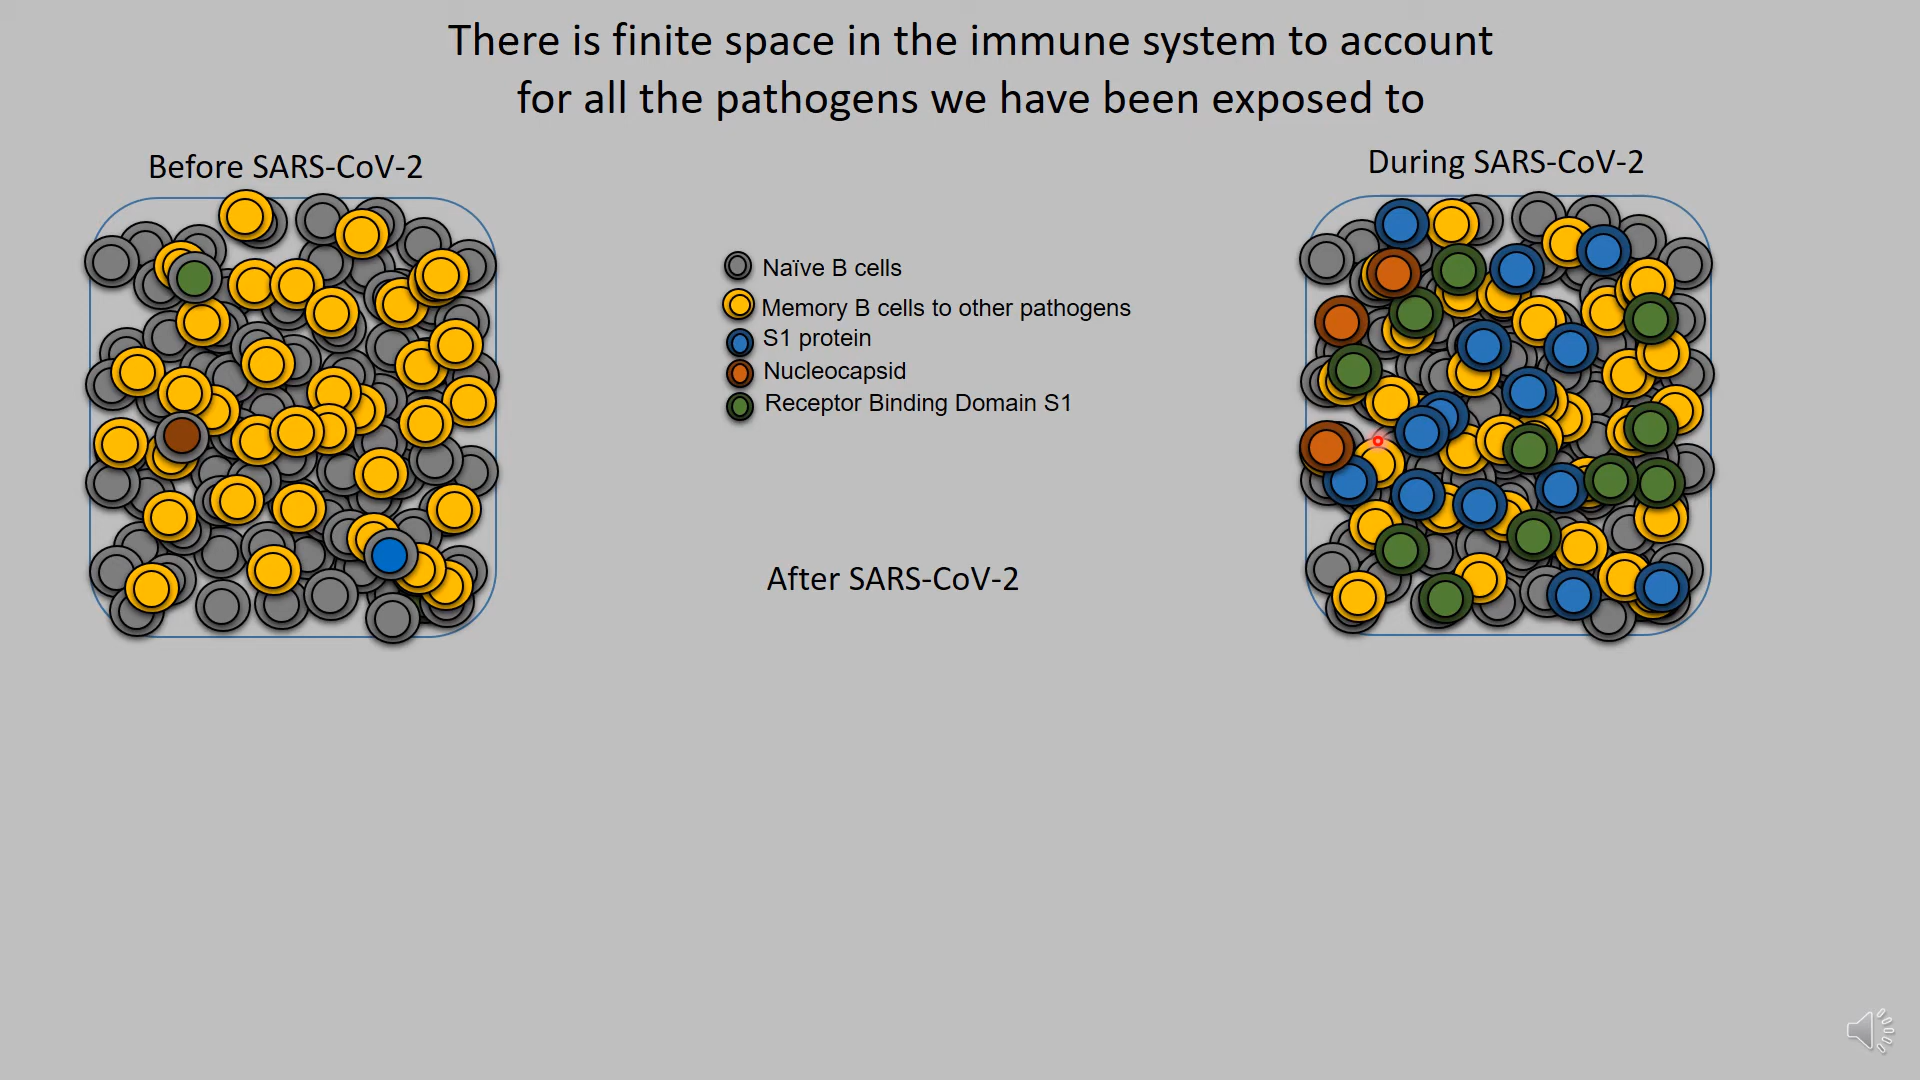 There is finite space in the immune system to account
for all the pathogens we have been exposed to
Before SARS-CoV-2
During SARS-CoV-2
Naïve B cells
Memory B cells to other pathogens
S1 protein
Nucleocapsid
Receptor Binding Domain S1
After SARS-CoV-2